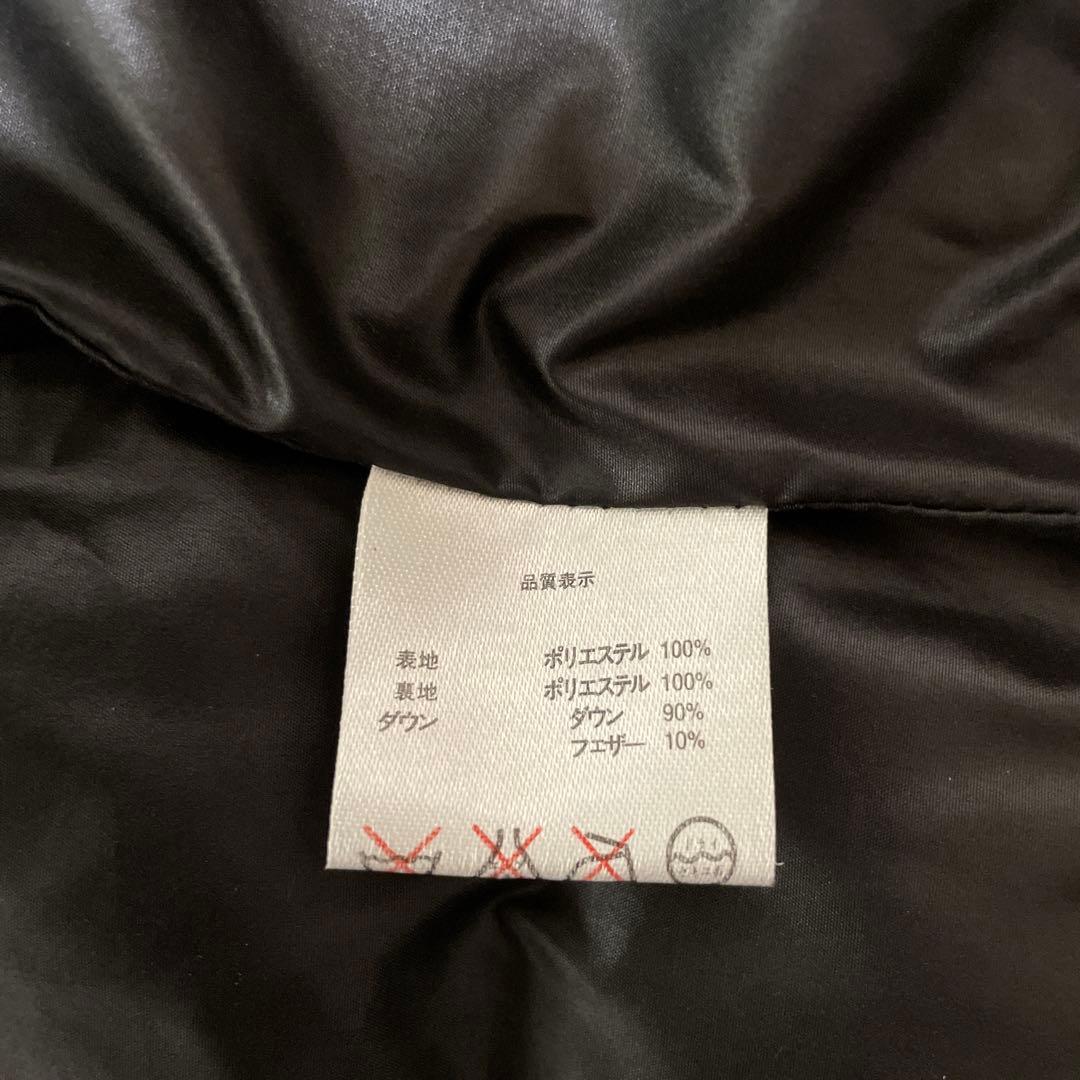 品質表示
表地 ポリエステル 100%
裏地 ポリエステル 100%
ダウン ダウン 90%
フェザー 10%